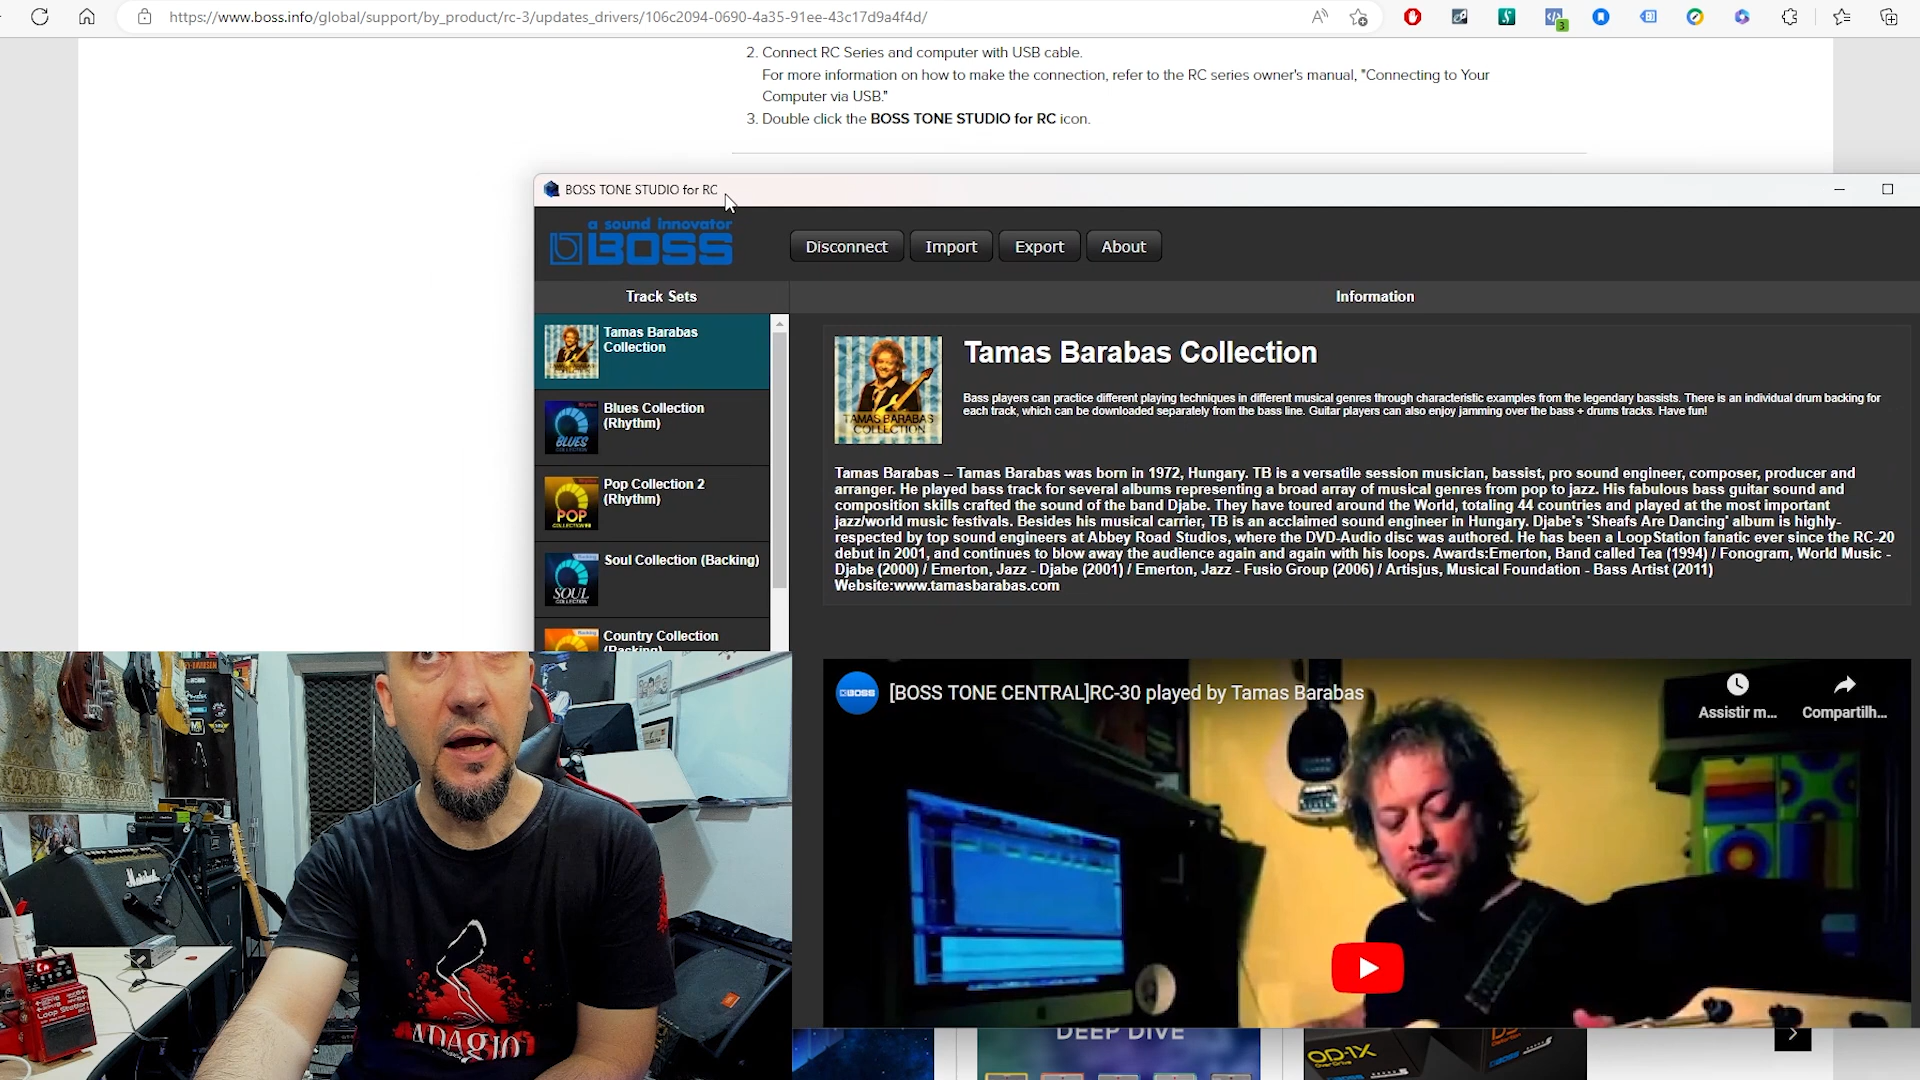 https://www.boss.info/global/support/by_product/rc-3/updates_drivers/106c2094-0690-4a35-91ee-43c17d9a4f4d/
3
2. Connect RC Series and computer with USB cable.
For more information on how to make the connection, refer to the RC series owner's manual, "Connecting to Your
Computer via USB."
3. Double click the BOSS TONE STUDIO for RC icon.
BOSS TONE STUDIO for RC
a sound innovator
BOSS
Disconnect
Import
Export
About
Track Sets
Information
Tamas Barabas
Collection
Blues Collection
(Rhythm)
BLUES
COLLECTION
Pop Collection 2
(Rhythm)
POP
Soul Collection (Backing)
SOUL
COLLECTION
Country Collection
(Backing)
TAMAS BARABAS
COLLECTION
Tamas Barabas Collection
Bass players can practice different playing techniques in different musical genres through characteristic examples from the legendary bassists. There is an individual drum backing for
each track, which can be downloaded separately from the bass line. Guitar players can also enjoy jamming over the bass + drums tracks. Have fun!
Tamas Barabas -- Tamas Barabas was born in 1972, Hungary. TB is a versatile session musician, bassist, pro sound engineer, composer, producer and
arranger. He played bass track for several albums representing a broad array of musical genres from pop to jazz. His fabulous bass guitar sound and
composition skills crafted the sound of the band Djabe. They have toured around the World, totaling 44 countries and played at the most important
jazz/world music festivals. Besides his musical carrier, TB is an acclaimed sound engineer in Hungary. Djabe's "Sheafs Are Dancing" album is highly-
respected by top sound engineers at Abbey Road Studios, where the DVD-Audio disc was authored. He has been a LoopStation fanatic ever since the RC-20
debut in 2001, and continues to blow away the audience again and again with his loops. Awards:Emerton, Band called Tea (1994) / Fonogram, World Music -
Djabe (2000) / Emerton, Jazz - Djabe (2001) / Emerton, Jazz - Fusio Group (2006) / Artisjus, Musical Foundation - Bass Artist (2011)
Website:www.tamasbarabas.com
BOSS
[BOSS TONE CENTRAL]RC-30 played by Tamas Barabas
Assistir m...
Compartilh...
Marshall
Loop Station
ADAGIO
DEEP DIVE
OD-1X